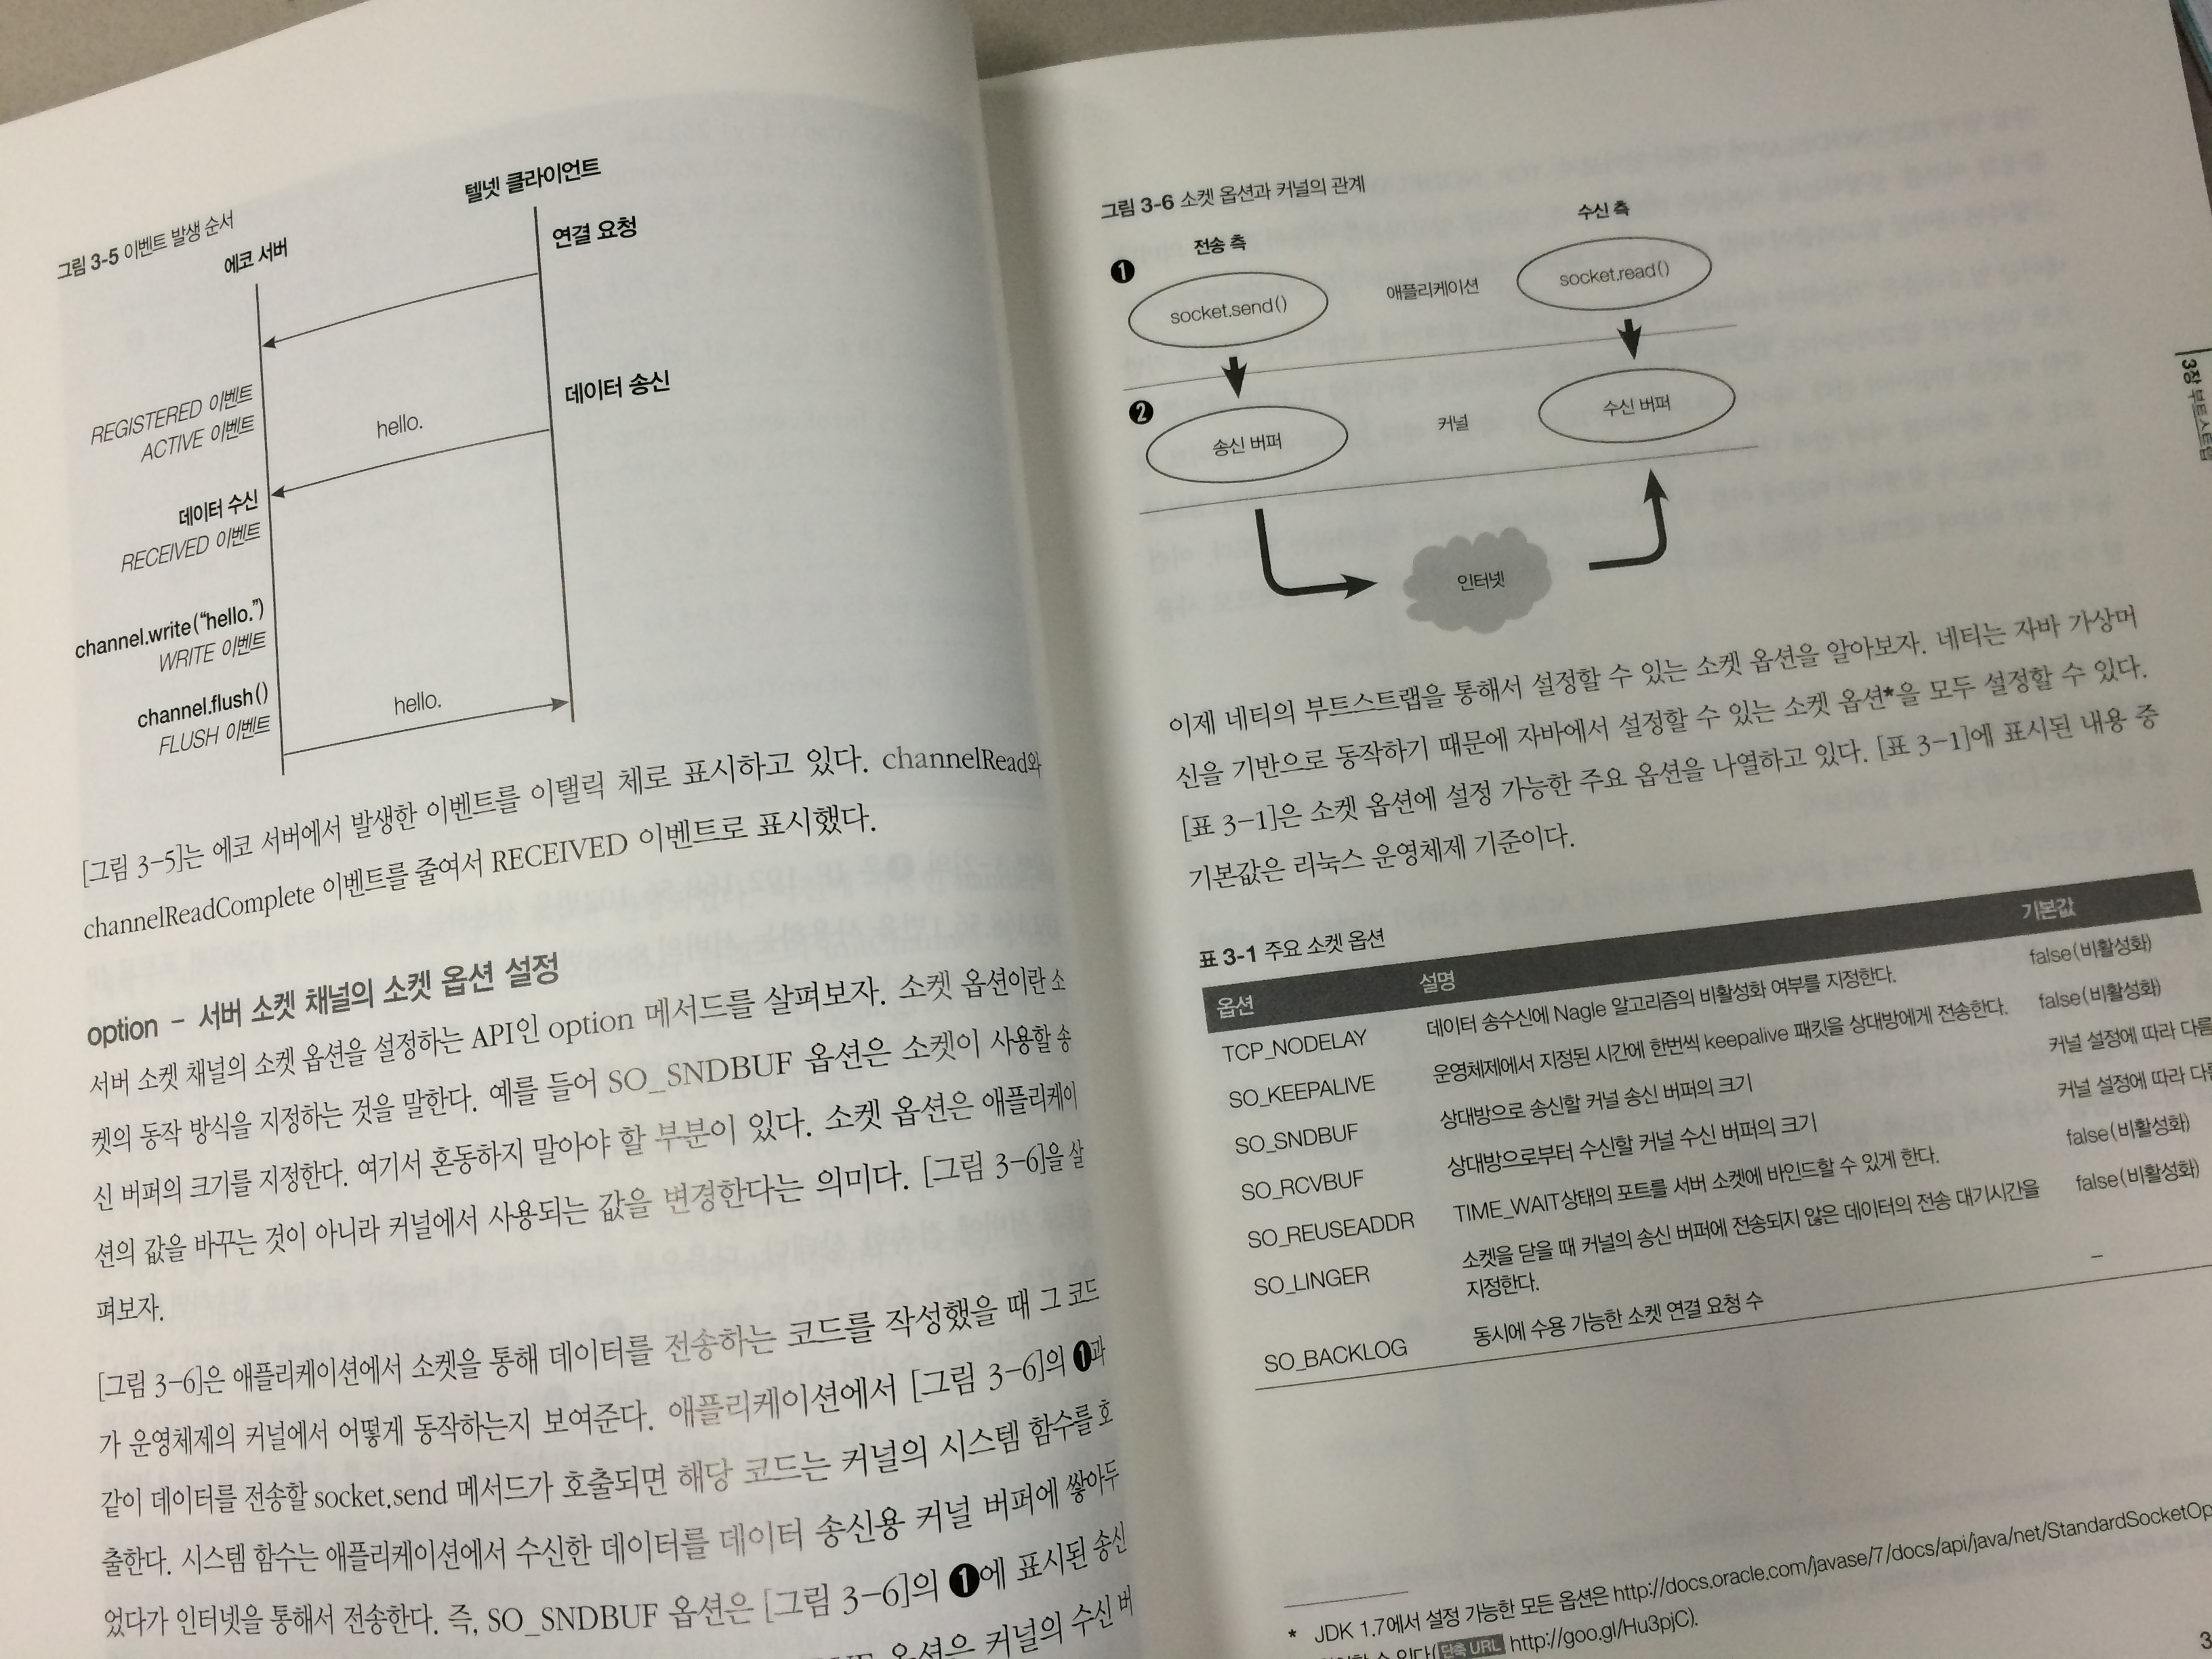 그림 3-5 이벤트 발생 순서
에코 서버
텔넷 클라이언트
연결 요청
REGISTERED 이벤트
ACTIVE 이벤트
데이터 송신
hello.
데이터 수신
RECEIVED 이벤트
channel.write(“hello.”)
WRITE 이벤트
channel.flush()
FLUSH 이벤트
hello.
[그림 3-5]는 에코 서버에서 발생한 이벤트를 이탤릭 체로 표시하고 있다. channelRead와
channelReadComplete 이벤트를 줄여서 RECEIVED 이벤트로 표시했다.
option - 서버 소켓 채널의 소켓 옵션 설정
서버 소켓 채널의 소켓 옵션을 설정하는 API인 option 메서드를 살펴보자. 소켓 옵션이란 소
켓의 동작 방식을 지정하는 것을 말한다. 예를 들어 SO_SNDBUF 옵션은 소켓이 사용할 송
신 버퍼의 크기를 지정한다. 여기서 혼동하지 말아야 할 부분이 있다. 소켓 옵션은 애플리케이
션의 값을 바꾸는 것이 아니라 커널에서 사용되는 값을 변경한다는 의미다. [그림 3-6]을 살
펴보자.
[그림 3-6]은 애플리케이션에서 소켓을 통해 데이터를 전송하는 코드를 작성했을 때 그 코드
가 운영체제의 커널에서 어떻게 동작하는지 보여준다. 애플리케이션에서 [그림 3-6]의 ❶과
같이 데이터를 전송할 socket.send 메서드가 호출되면 해당 코드는 커널의 시스템 함수를 호
출한다. 시스템 함수는 애플리케이션에서 수신한 데이터를 데이터 송신용 커널 버퍼에 쌓아두
었다가 인터넷을 통해서 전송한다. 즉, SO_SNDBUF 옵션은 [그림 3-6]의 ❶에 표시된 송신
옵션은 커널의 수신 버
그림 3-6 소켓 옵션과 커널의 관계
전송 측
수신 측
❶
socket.send()
애플리케이션
socket.read()
❷
송신 버퍼
커널
수신 버퍼
인터넷
3장 부트스트랩
이제 네티의 부트스트랩을 통해서 설정할 수 있는 소켓 옵션을 알아보자. 네티는 자바 가상머
신을 기반으로 동작하기 때문에 자바에서 설정할 수 있는 소켓 옵션*을 모두 설정할 수 있다.
[표 3-1]은 소켓 옵션에 설정 가능한 주요 옵션을 나열하고 있다. [표 3-1]에 표시된 내용 중
기본값은 리눅스 운영체제 기준이다.
표 3-1 주요 소켓 옵션
옵션 설명 기본값
TCP_NODELAY 데이터 송수신에 Nagle 알고리즘의 비활성화 여부를 지정한다. false(비활성화)
SO_KEEPALIVE 운영체제에서 지정된 시간에 한번씩 keepalive 패킷을 상대방에게 전송한다. false(비활성화)
SO_SNDBUF 상대방으로 송신할 커널 송신 버퍼의 크기 커널 설정에 따라 다름
SO_RCVBUF 상대방으로부터 수신할 커널 수신 버퍼의 크기 커널 설정에 따라 다름
SO_REUSEADDR TIME_WAIT상태의 포트를 서버 소켓에 바인드할 수 있게 한다. false(비활성화)
SO_LINGER 소켓을 닫을 때 커널의 송신 버퍼에 전송되지 않은 데이터의 전송 대기시간을 false(비활성화)
지정한다.
SO_BACKLOG 동시에 수용 가능한 소켓 연결 요청 수 –
* JDK 1.7에서 설정 가능한 모든 옵션은 http://docs.oracle.com/javase/7/docs/api/java/net/StandardSocketOp
수 있다(단축 URL http://goo.gl/Hu3pjC).